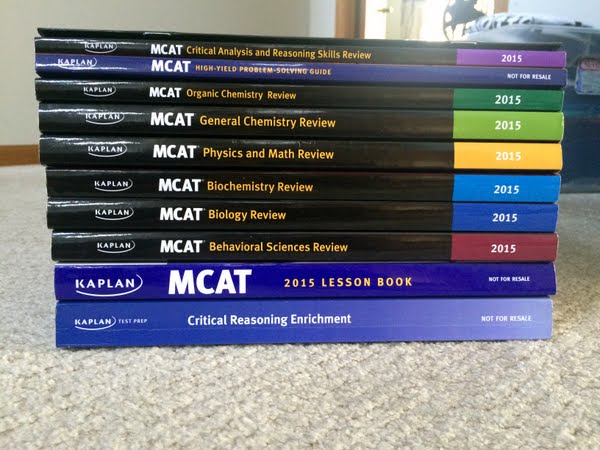 KAPLAN MCAT Critical Analysis and Reasoning Skills Review 2015
KAPLAN MCAT HIGH-YIELD PROBLEM-SOLVING GUIDE NOT FOR RESALE
KAPLAN MCAT Organic Chemistry Review 2015
KAPLAN MCAT General Chemistry Review 2015
KAPLAN MCAT Physics and Math Review 2015
KAPLAN MCAT Biochemistry Review 2015
KAPLAN MCAT Biology Review 2015
KAPLAN MCAT Behavioral Sciences Review 2015
KAPLAN MCAT 2015 LESSON BOOK NOT FOR RESALE
KAPLAN TEST PREP Critical Reasoning Enrichment NOT FOR RESALE